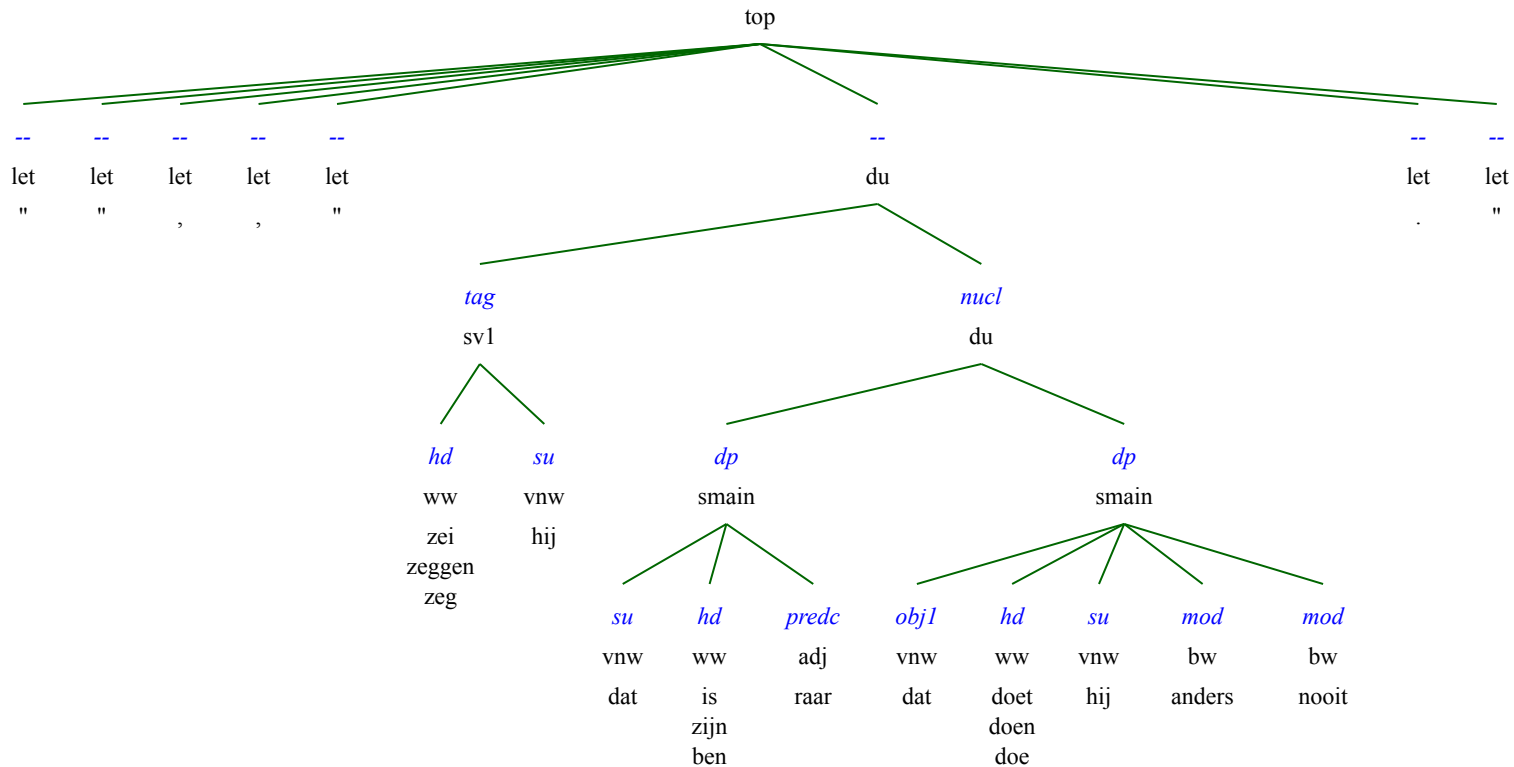 top
-- -- -- -- -- -- -- --
let let let let let du let let
" " , , " . "
tag nucl
sv1 du
hd su dp dp
ww vnw smain smain
zei hij
zeggen
zeg
su hd predc obj1 hd su mod mod
vnw ww adj vnw ww vnw bw bw
dat is raar dat doet hij anders nooit
zijn doen
ben doe